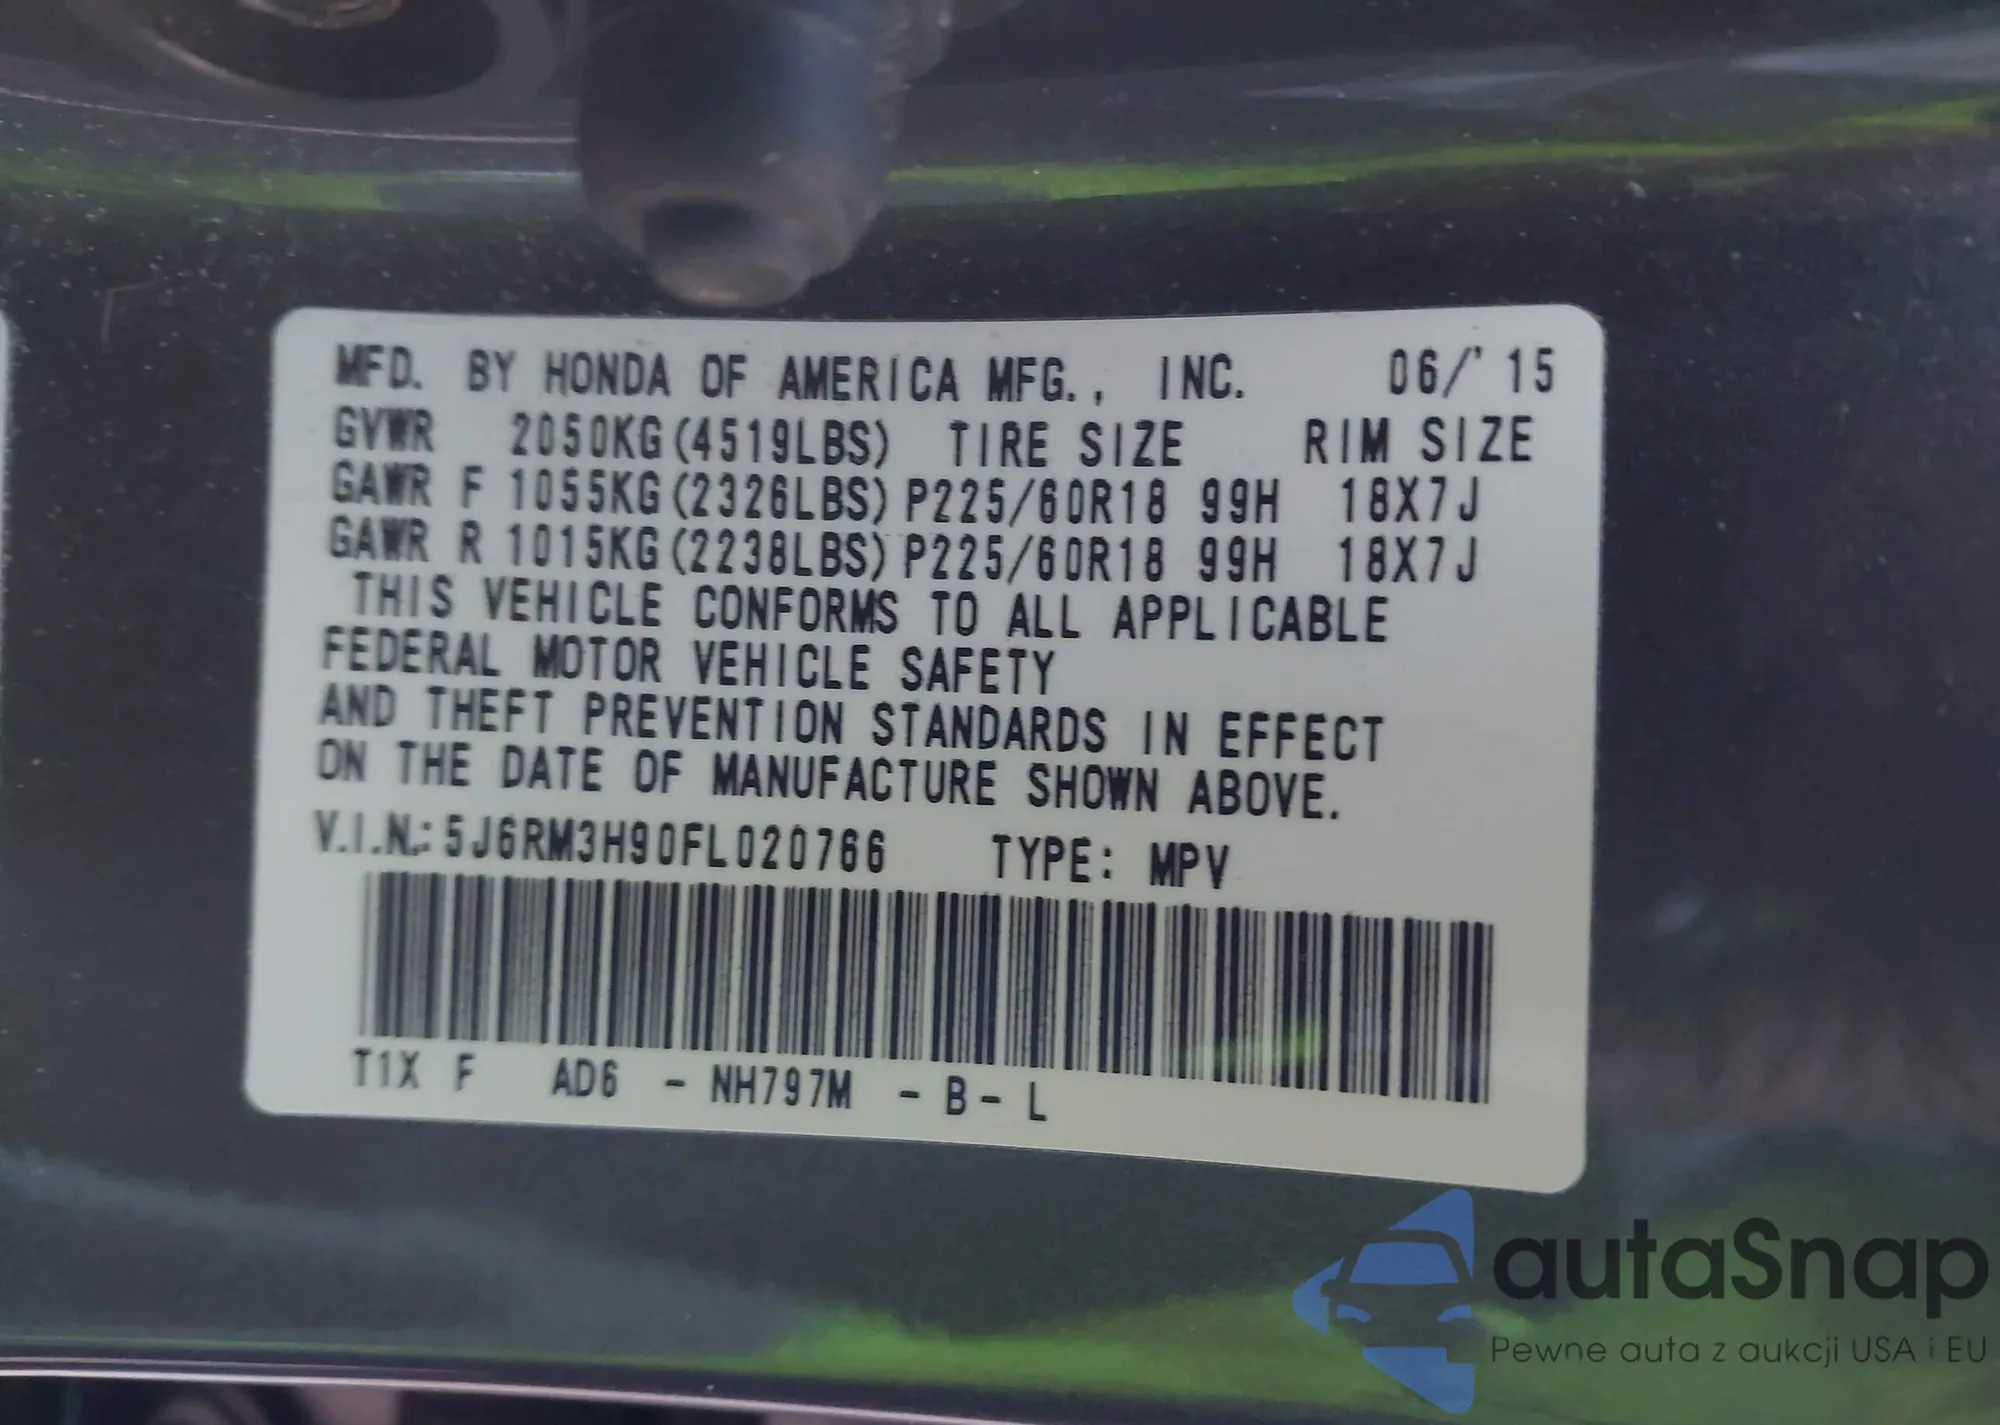 MFD. BY HONDA OF AMERICA MFG., INC. 06/'15
GVWR 2050KG(4519LBS) TIRE SIZE RIM SIZE
GAWR F 1055KG(2326LBS) P225/60R18 99H 18X7J
GAWR R 1015KG(2238LBS) P225/60R18 99H 18X7J
THIS VEHICLE CONFORMS TO ALL APPLICABLE
FEDERAL MOTOR VEHICLE SAFETY
AND THEFT PREVENTION STANDARDS IN EFFECT
ON THE DATE OF MANUFACTURE SHOWN ABOVE.
V.I.N.: 5J6RM3H90FL020766 TYPE: MPV
T1X F AD6 - NH797M - B - L
autaSnap
Pewne auta z aukcji USA i EU